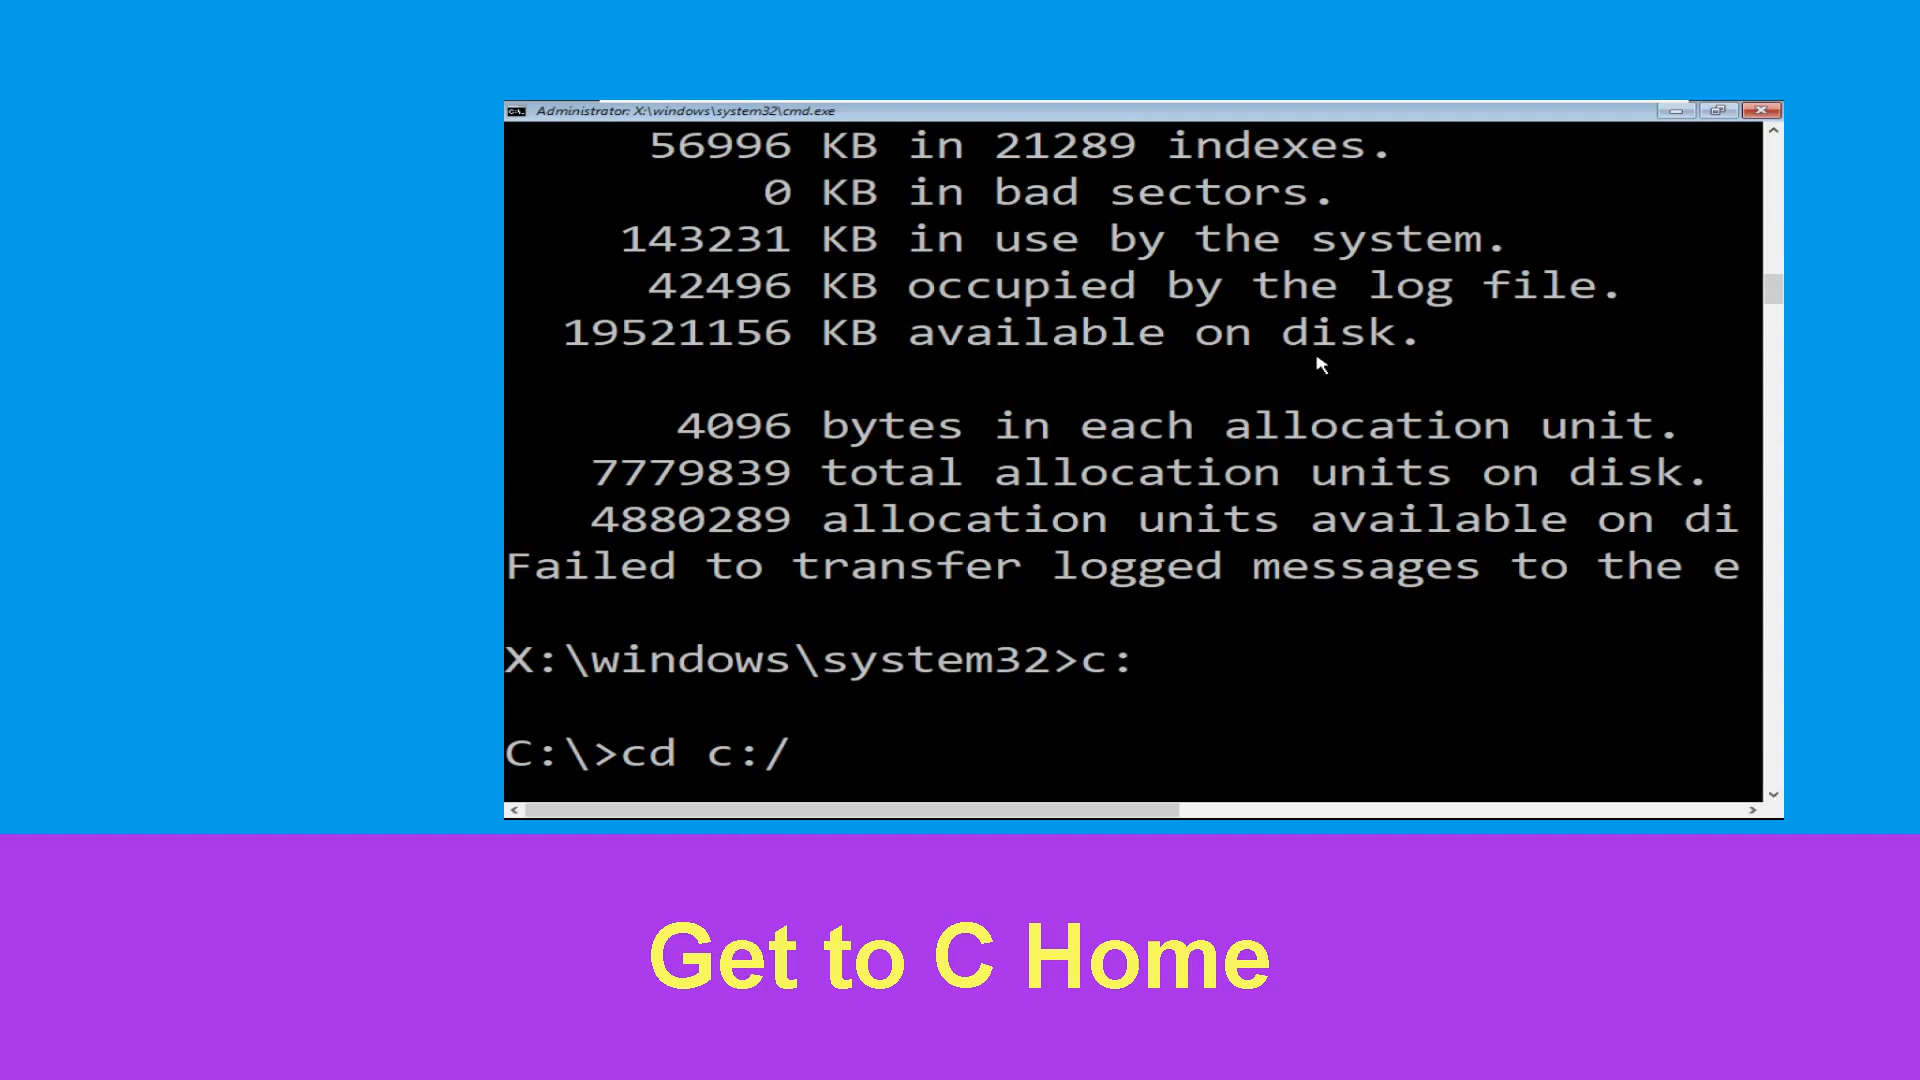 Administrator: X:\windows\system32\cmd.exe
56996 KB in 21289 indexes.
0 KB in bad sectors.
143231 KB in use by the system.
42496 KB occupied by the log file.
19521156 KB available on disk.
4096 bytes in each allocation unit.
7779839 total allocation units on disk.
4880289 allocation units available on di
Failed to transfer logged messages to the e
X:\windows\system32>c:
C:\>cd c:/
Get to C Home